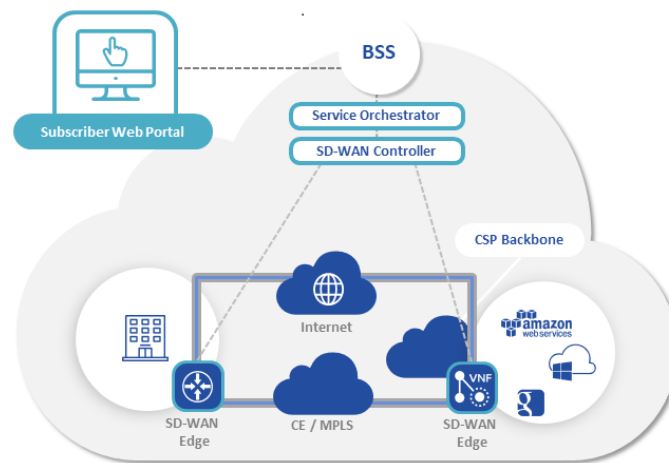 BSS
Subscriber Web Portal
Service Orchestrator
SD-WAN Controller
CSP Backbone
Internet
amazon
web services
VNF
g
SD-WAN
Edge
CE / MPLS
SD-WAN
Edge